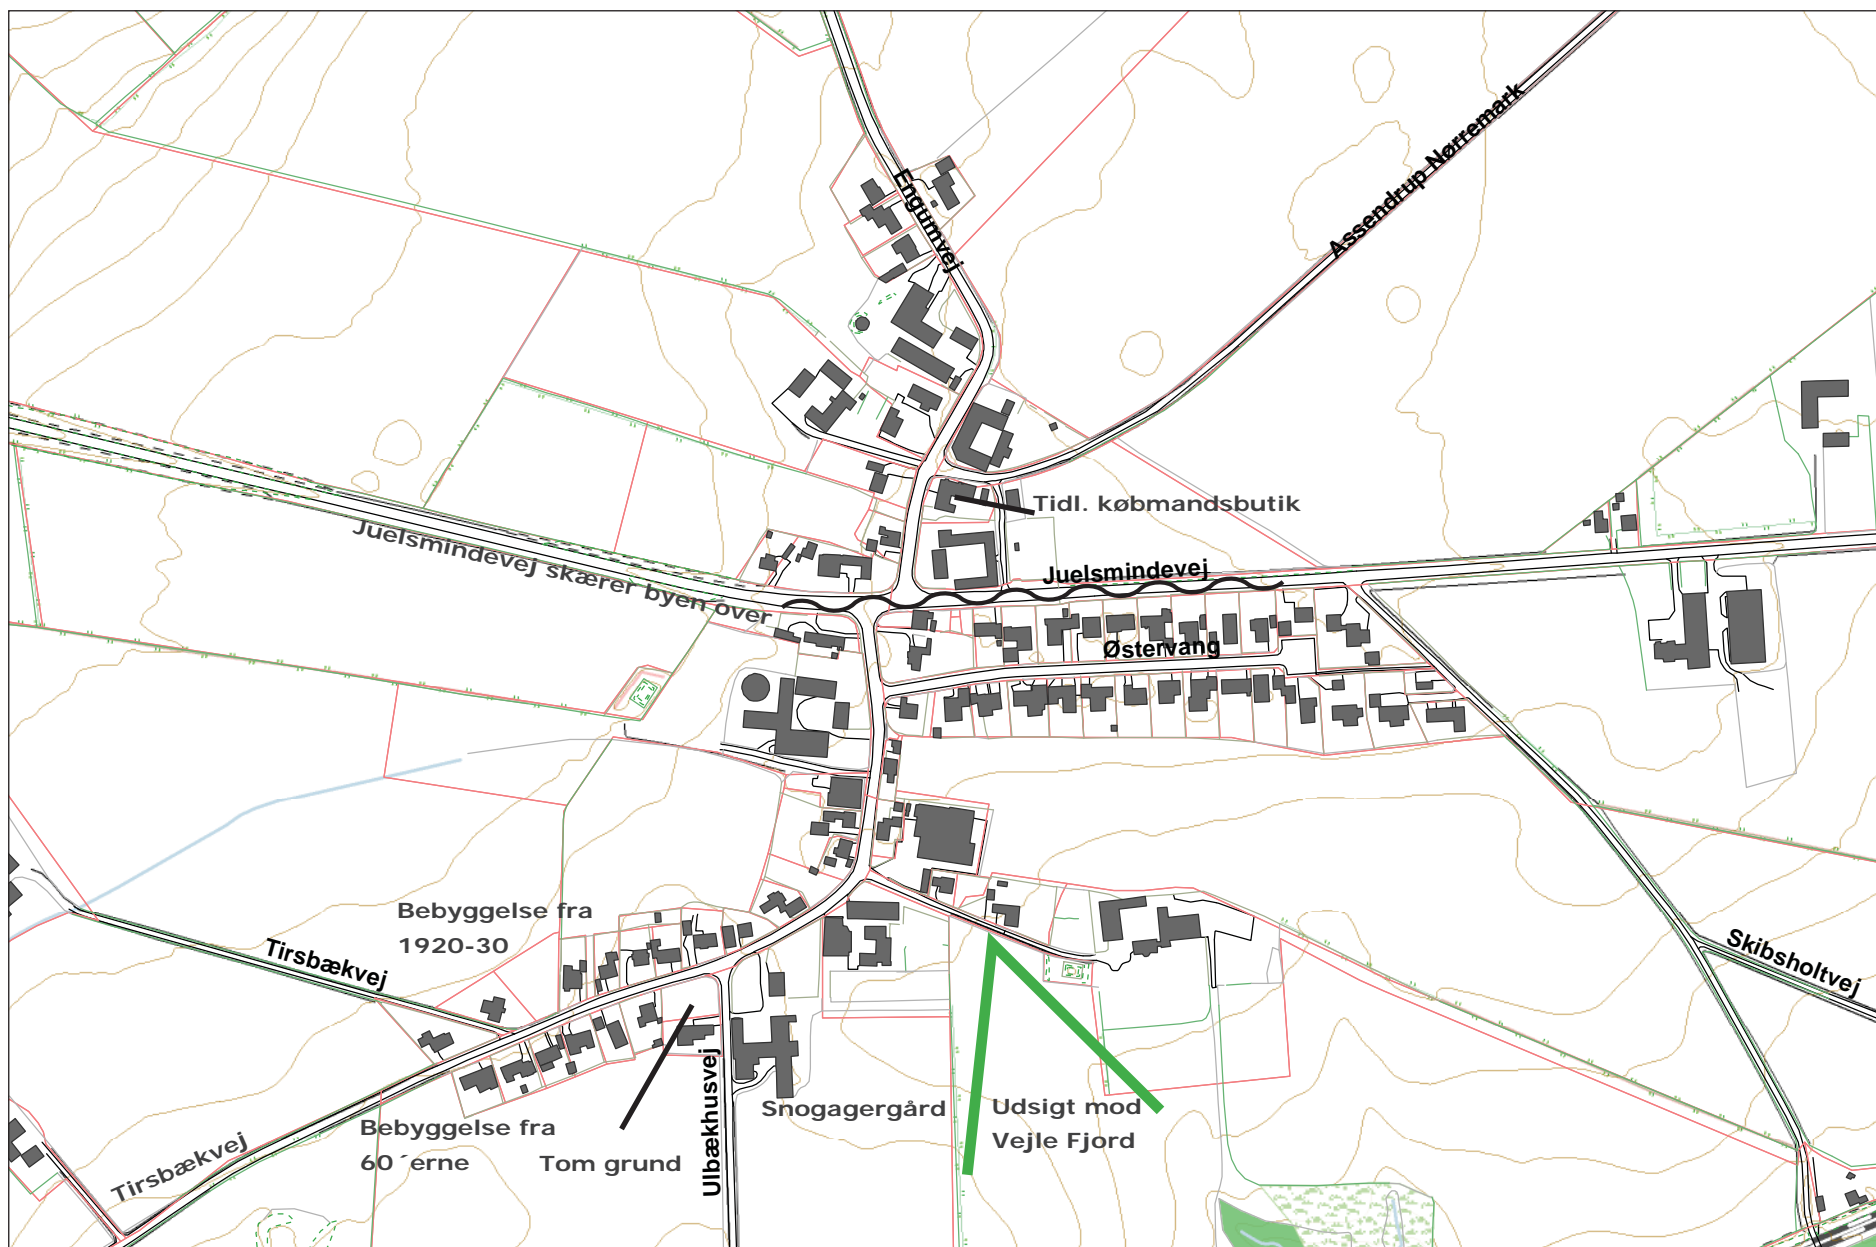 Assendrup Nørremark
Engumvej
Tidl. købmandsbutik
Juelsmindevej skærer byen over
Juelsmindevej
Østervang
Bebyggelse fra
1920-30
Tirsbækvej
Skibsholtvej
Ulbækhusvej
Snogagergård
Udsigt mod
Vejle Fjord
Bebyggelse fra
60´erne
Tom grund
Tirsbækvej